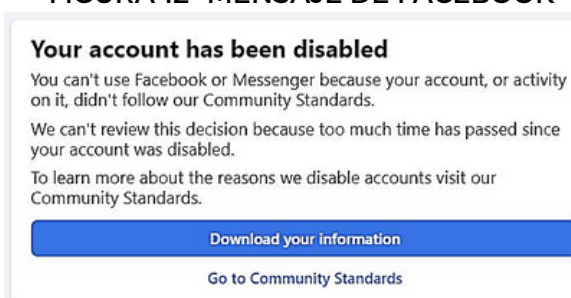 FIGURA 12 MENSAJE DE FACEBOOK
Your account has been disabled
You can't use Facebook or Messenger because your account, or activity
on it, didn't follow our Community Standards.
We can't review this decision because too much time has passed since
your account was disabled.
To learn more about the reasons we disable accounts visit our
Community Standards.
Download your information
Go to Community Standards